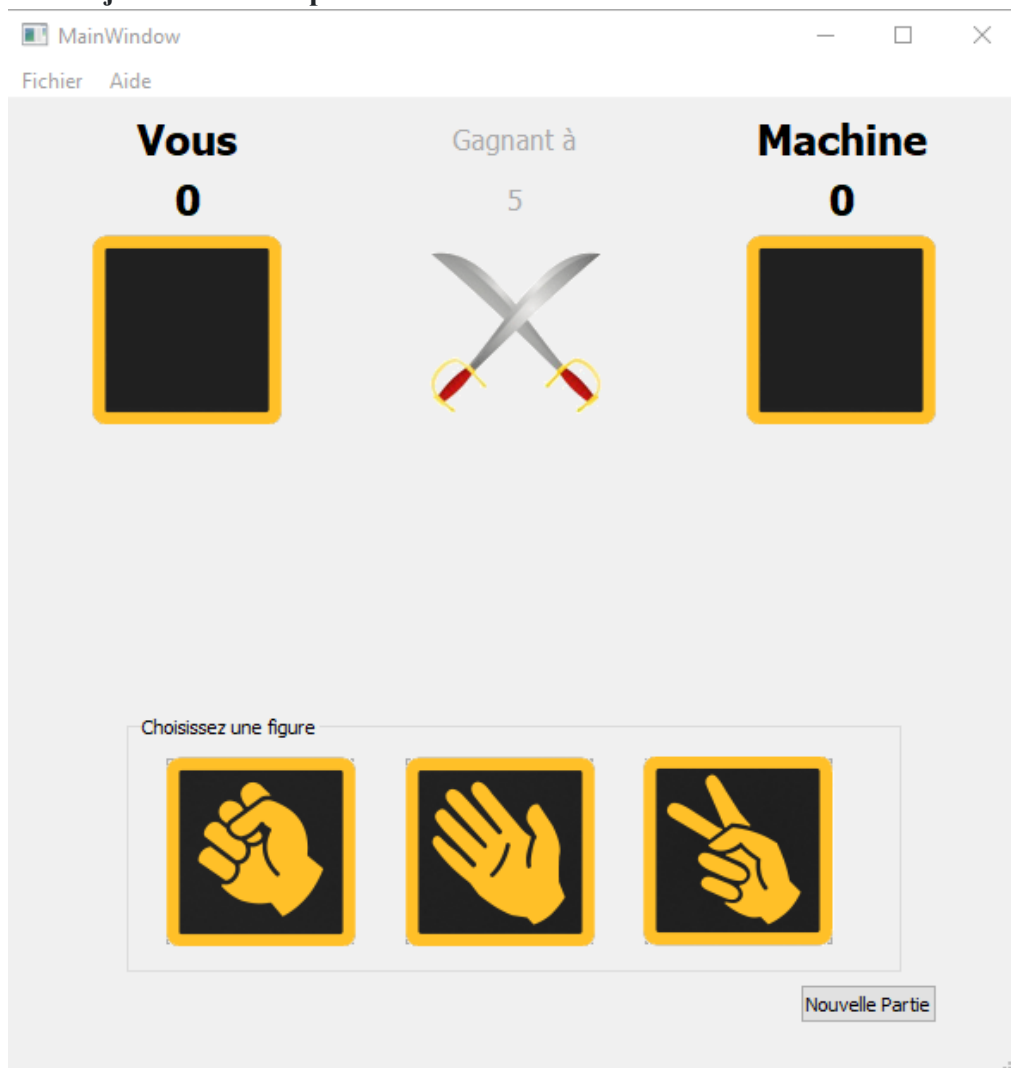 MainWindow
Fichier Aide
Vous Gagnant à Machine
0 5 0
Choisissez une figure
Nouvelle Partie